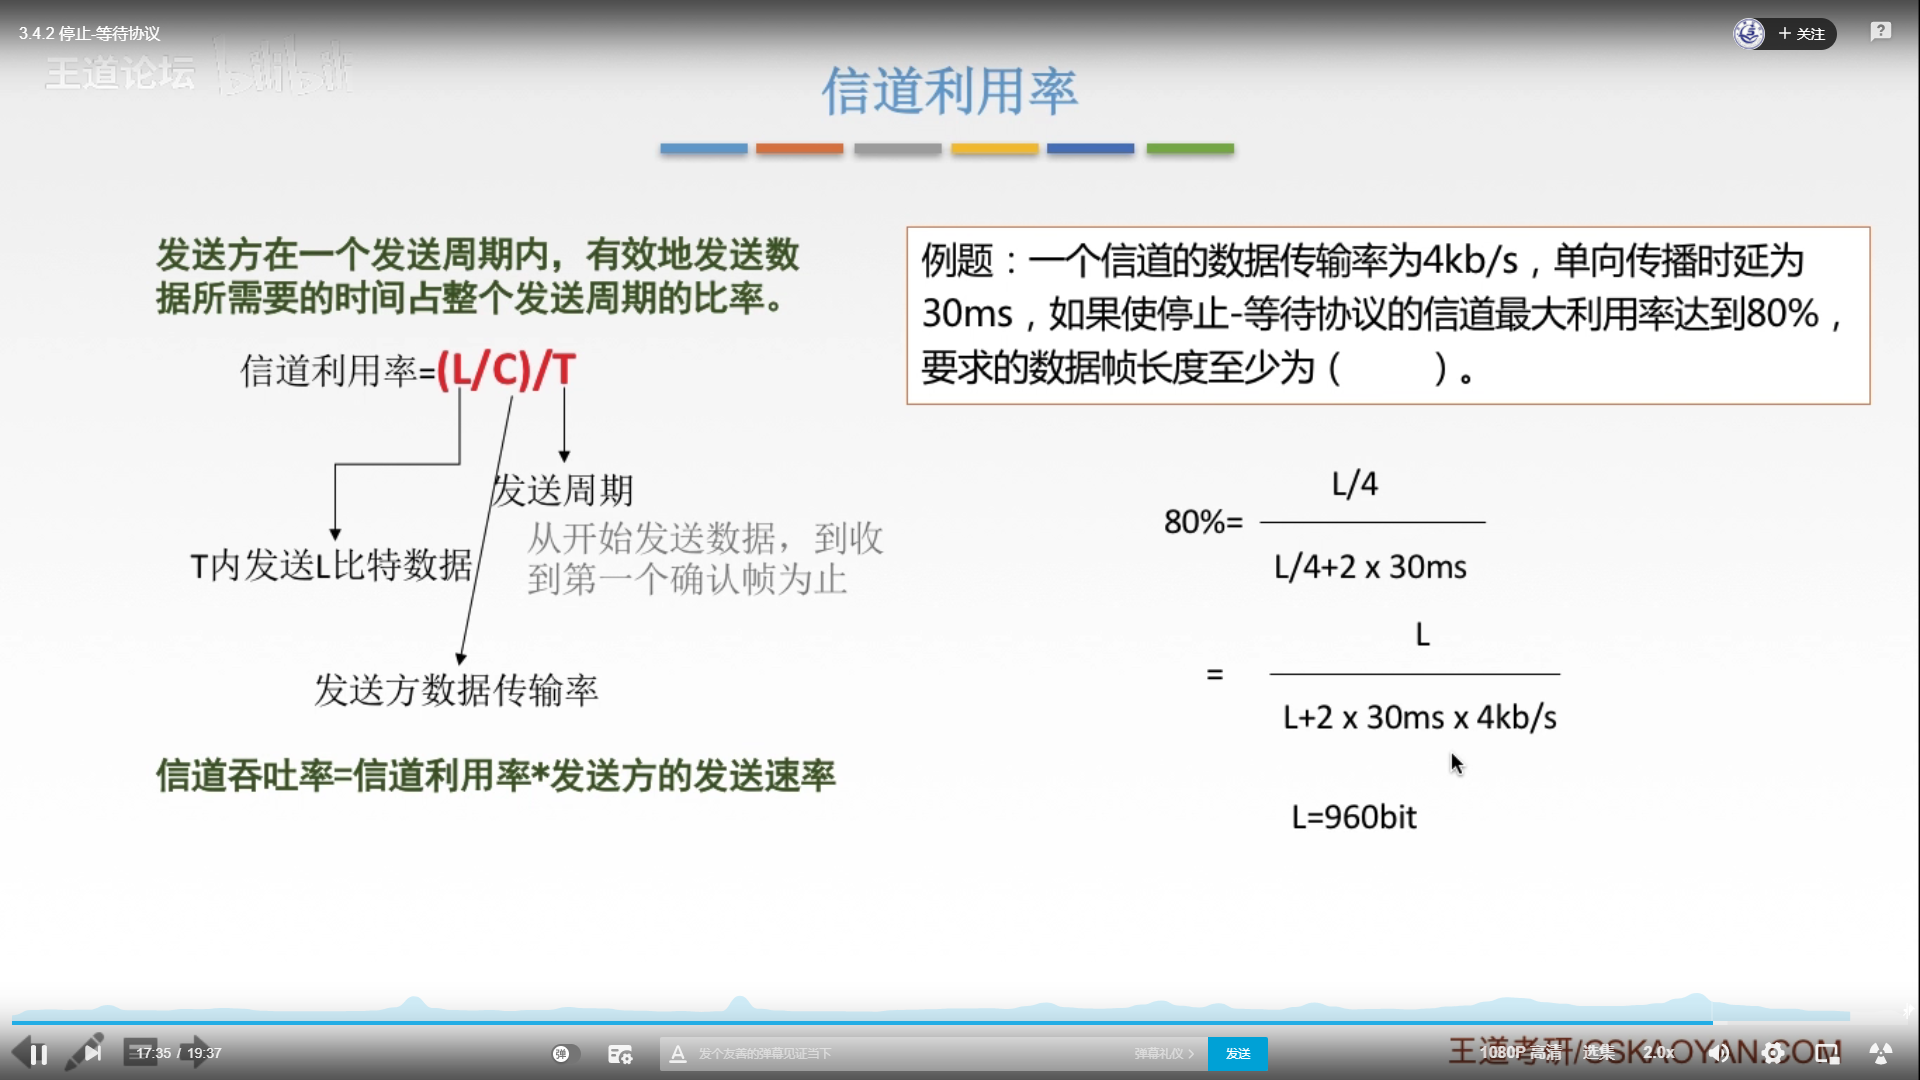 3.4.2 停止-等待协议
+ 关注
王道论坛 bilibili
信道利用率
发送方在一个发送周期内，有效地发送数
据所需要的时间占整个发送周期的比率。
信道利用率=(L/C)/T
发送周期
从开始发送数据，到收
到第一个确认帧为止
T内发送L比特数据
发送方数据传输率
信道吞吐率=信道利用率*发送方的发送速率
例题：一个信道的数据传输率为4kb/s，单向传播时延为
30ms，如果使停止-等待协议的信道最大利用率达到80%，
要求的数据帧长度至少为（　　）。
L/4
80%=
L/4+2 x 30ms
L
=
L+2 x 30ms x 4kb/s
L=960bit
17:35 / 19:37
弹
发个友善的弹幕见证当下
弹幕礼仪 >
发送
1080P 高清
选集
2.0x
王道考研/CSKAOYAN.COM